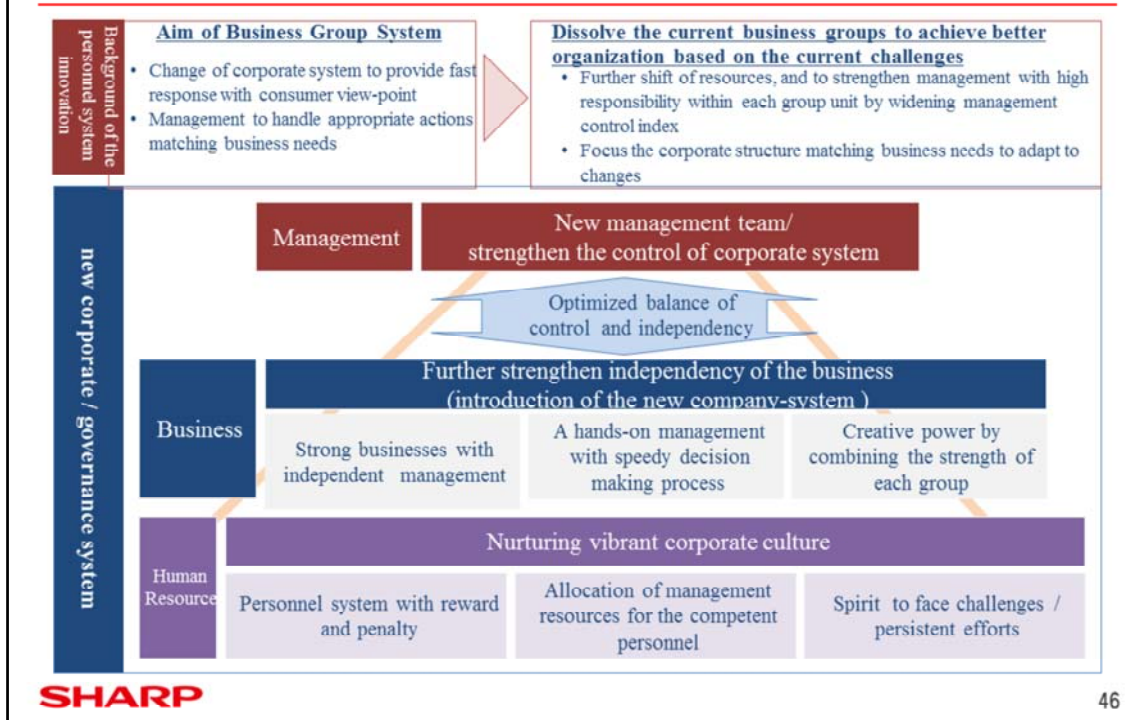 Background of the
personnel system
innovation
Aim of Business Group System
• Change of corporate system to provide fast
response with consumer view-point
• Management to handle appropriate actions
matching business needs
Dissolve the current business groups to achieve better
organization based on the current challenges
• Further shift of resources, and to strengthen management with high
responsibility within each group unit by widening management
control index
• Focus the corporate structure matching business needs to adapt to
changes
new corporate / governance system
Management
New management team/
strengthen the control of corporate system
Optimized balance of
control and independency
Business
Further strengthen independency of the business
(introduction of the new company-system )
Strong businesses with
independent management
A hands-on management
with speedy decision
making process
Creative power by
combining the strength of
each group
Human
Resource
Nurturing vibrant corporate culture
Personnel system with reward
and penalty
Allocation of management
resources for the competent
personnel
Spirit to face challenges /
persistent efforts
SHARP
46